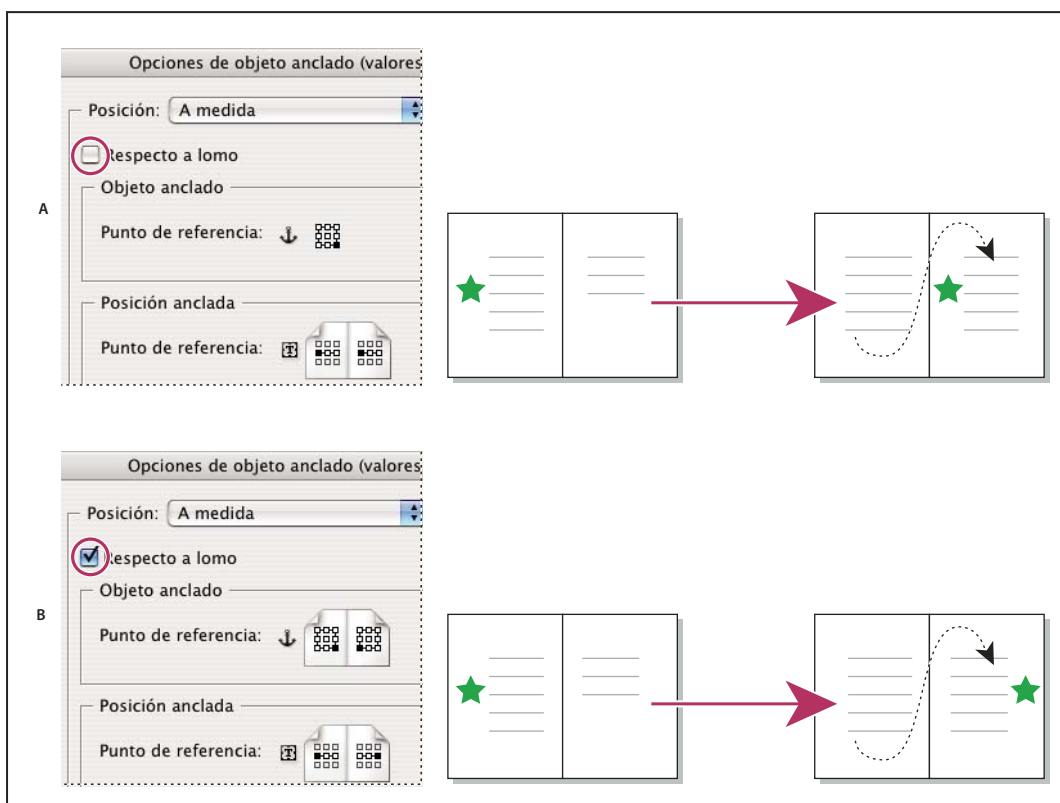 Opciones de objeto anclado (valores
Posición: A medida
Respecto a lomo
Objeto anclado
A
Punto de referencia:
Posición anclada
Punto de referencia: T
Opciones de objeto anclado (valores
Posición: A medida
Respecto a lomo
Objeto anclado
B
Punto de referencia:
Posición anclada
Punto de referencia: T